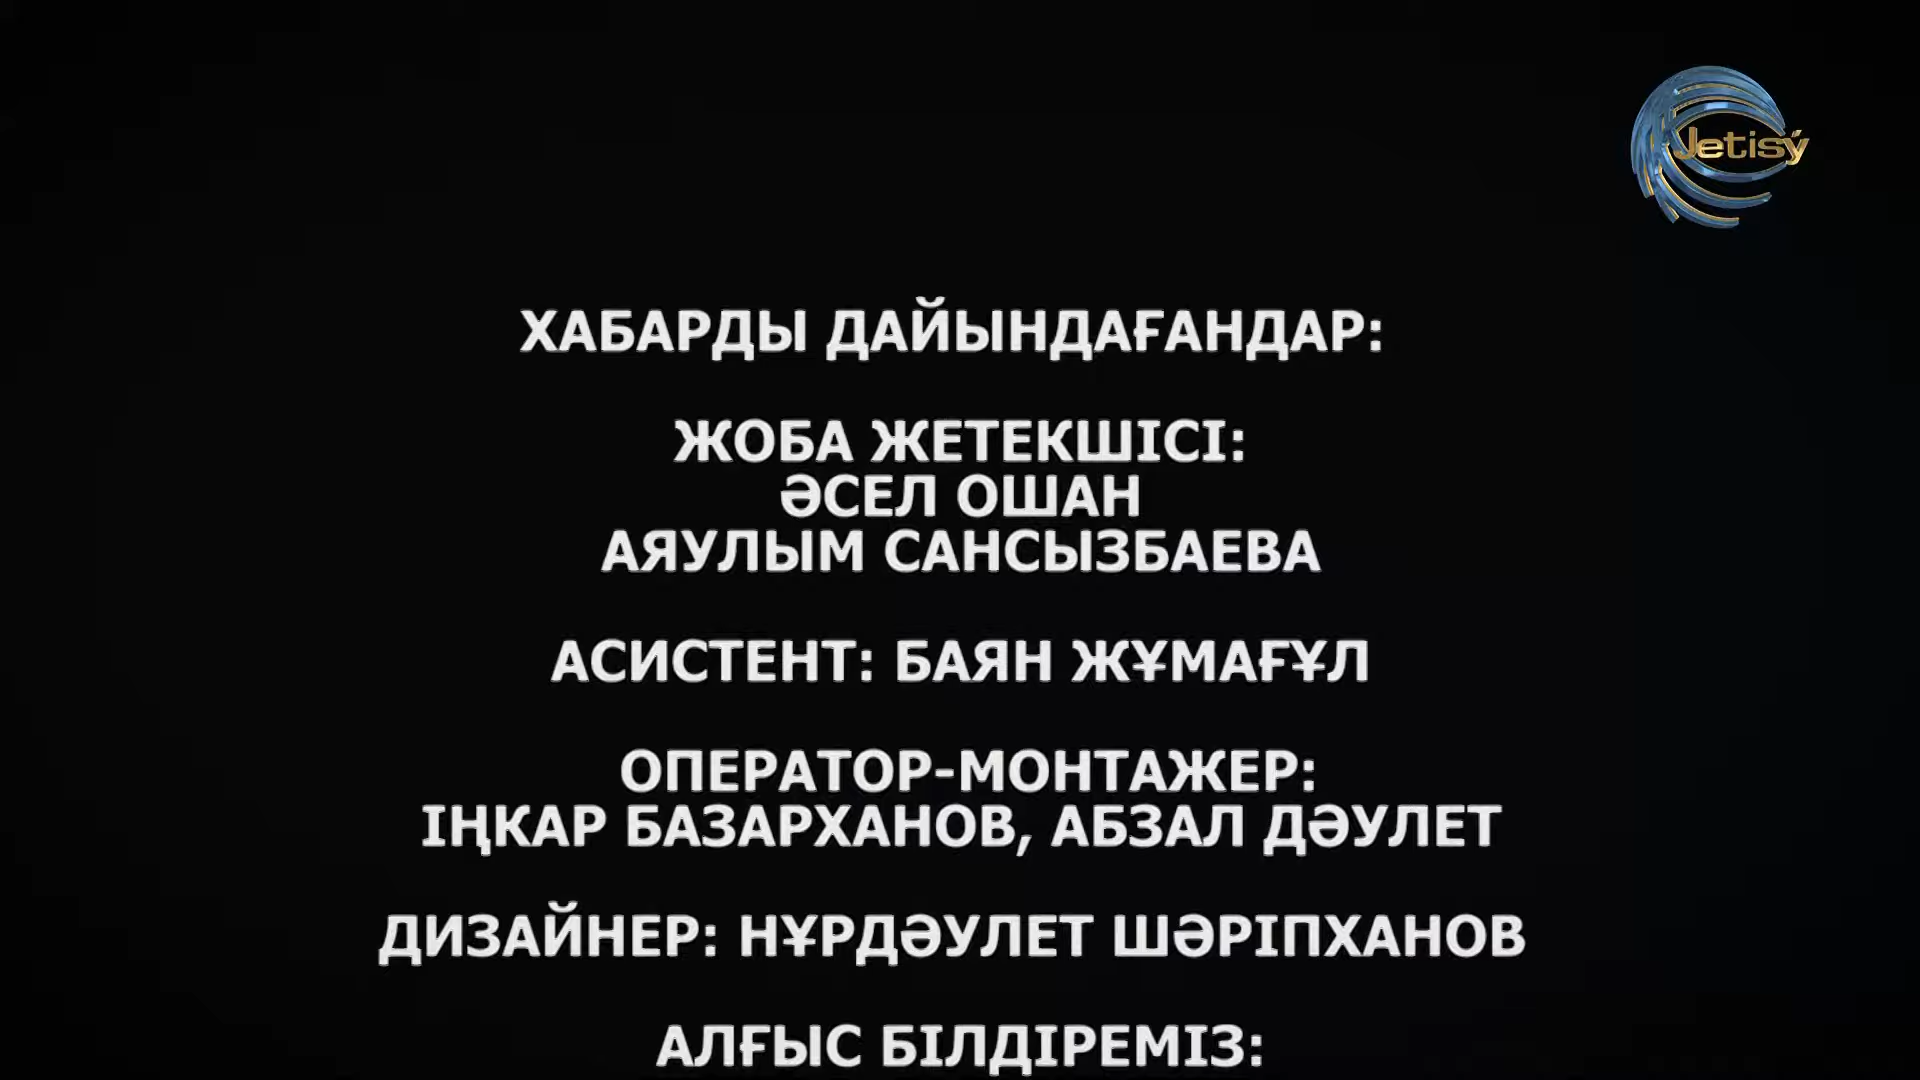 Jetisý
ХАБАРДЫ ДАЙЫНДАҒАНДАР:
ЖОБА ЖЕТЕКШІСІ:
ӘСЕЛ ОШАН
АЯУЛЫМ САНСЫЗБАЕВА
АСИСТЕНТ: БАЯН ЖҰМАҒҰЛ
ОПЕРАТОР-МОНТАЖЕР:
ІҢКАР БАЗАРХАНОВ, АБЗАЛ ДӘУЛЕТ
ДИЗАЙНЕР: НҰРДӘУЛЕТ ШӘРІПХАНОВ
АЛҒЫС БІЛДІРЕМІЗ: